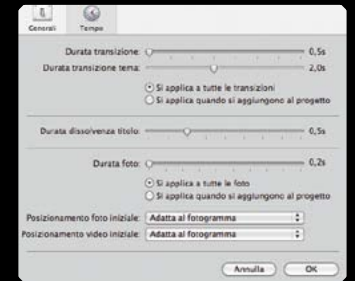 Generali Tempo
Durata transizione: 0,5s
Durata transizione tema: 2,0s
Si applica a tutte le transizioni
Si applica quando si aggiungono al progetto
Durata dissolvenza titolo: 0,5s
Durata foto: 0,2s
Si applica a tutte le foto
Si applica quando si aggiungono al progetto
Posizionamento foto iniziale: Adatta al fotogramma
Posizionamento video iniziale: Adatta al fotogramma
Annulla OK